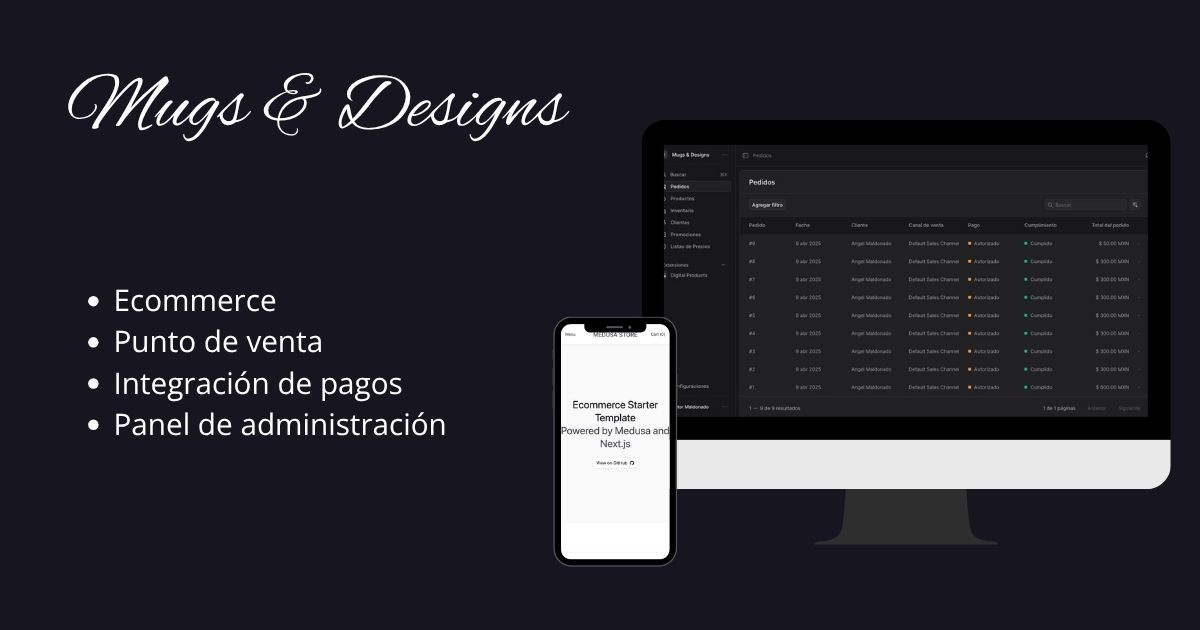 Mugs & Designs
Ecommerce
Punto de venta
Integración de pagos
Panel de administración
Mugs & Designs
Buscar ⌘K
Pedidos
Productos
Inventario
Clientes
Promociones
Listas de Precios
Digital Products
Pedidos
Pedidos
Agregar filtro Buscar
Pedido Fecha Cliente Canal de venta Pago Cumplimiento Total del pedido
#9 9 abr 2025 Angel Maldonado Default Sales Channel Autorizado Cumplido $ 50.00 MXN
#8 9 abr 2025 Angel Maldonado Default Sales Channel Autorizado Cumplido $ 300.00 MXN
#7 9 abr 2025 Angel Maldonado Default Sales Channel Autorizado Cumplido $ 300.00 MXN
#6 9 abr 2025 Angel Maldonado Default Sales Channel Autorizado Cumplido $ 300.00 MXN
#5 9 abr 2025 Angel Maldonado Default Sales Channel Autorizado Cumplido $ 300.00 MXN
#4 9 abr 2025 Angel Maldonado Default Sales Channel Autorizado Cumplido $ 300.00 MXN
#3 9 abr 2025 Angel Maldonado Default Sales Channel Autorizado Cumplido $ 300.00 MXN
#2 9 abr 2025 Angel Maldonado Default Sales Channel Autorizado Cumplido $ 300.00 MXN
#1 9 abr 2025 Angel Maldonado Default Sales Channel Autorizado Cumplido $ 600.00 MXN
1 — 9 de 9 resultados 1 de 1 páginas Anterior Siguiente
Maldonado
Menu MEDUSA STORE Cart (0)
Ecommerce Starter
Template
Powered by Medusa and
Next.js
View on GitHub